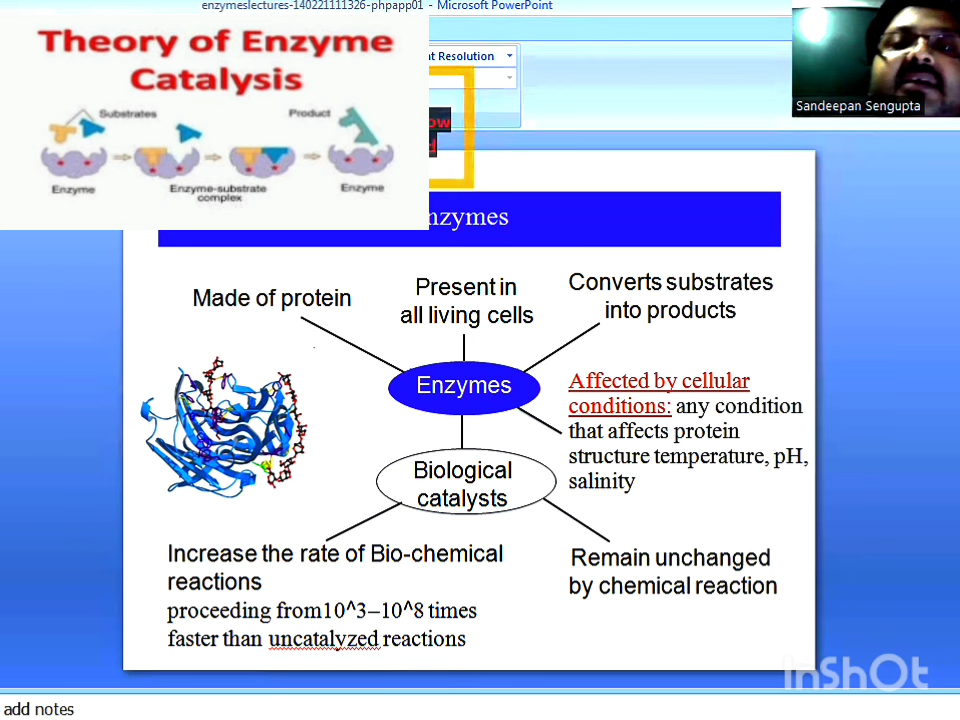 enzymeslectures-140221111326-phpapp01 - Microsoft PowerPoint
Theory of Enzyme
Catalysis
Substrates
Product
Enzyme
Enzyme-substrate
complex
Enzyme
nt Resolution
ow
d
Sandeepan Sengupta
nzymes
Made of protein
Present in
all living cells
Converts substrates
into products
Enzymes
Affected by cellular
conditions: any condition
that affects protein
structure temperature, pH,
salinity
Biological
catalysts
Increase the rate of Bio-chemical
reactions
proceeding from10^3–10^8 times
faster than uncatalyzed reactions
Remain unchanged
by chemical reaction
InShOt
add notes